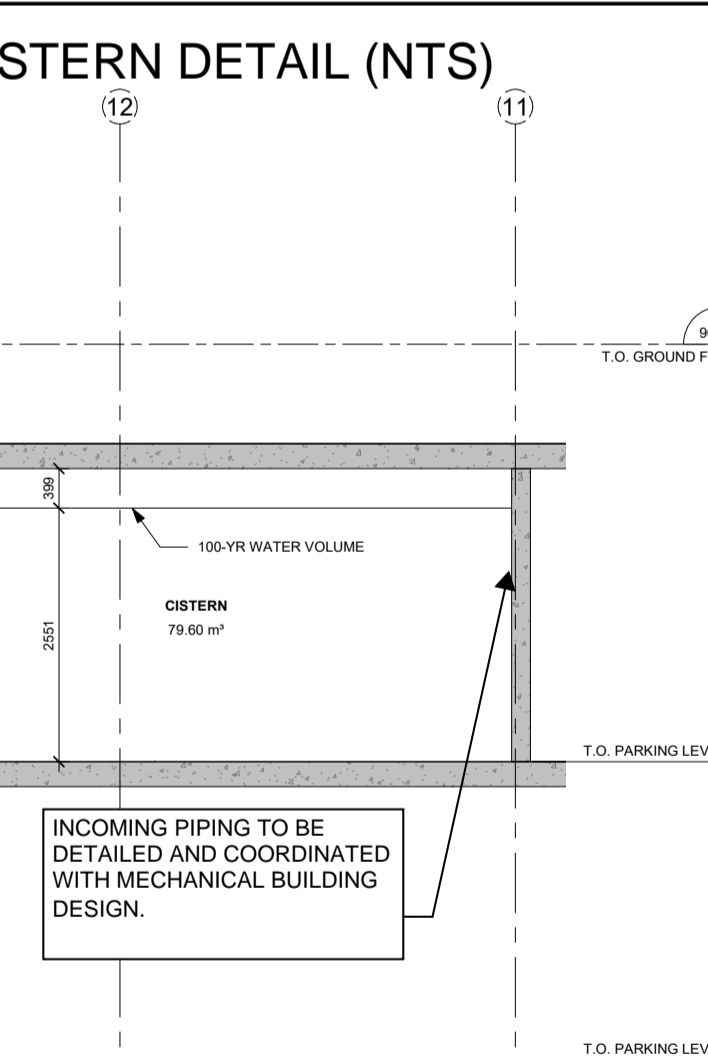 STERN DETAIL (NTS)
12
11
T.O. GROUND F
399
100-YR WATER VOLUME
CISTERN
79.60 m³
2551
T.O. PARKING LEV
INCOMING PIPING TO BE
DETAILED AND COORDINATED
WITH MECHANICAL BUILDING
DESIGN.
T.O. PARKING LEV